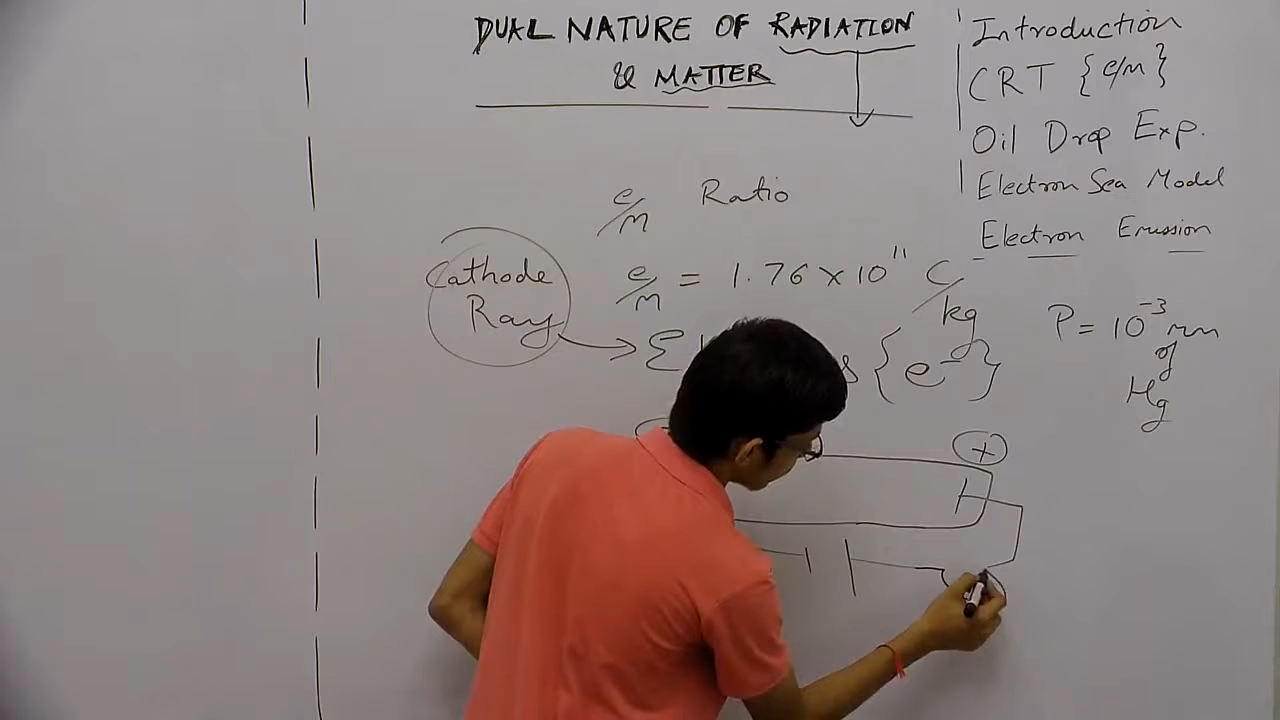 DUAL NATURE OF RADIATION
& MATTER
e/m Ratio
e/m = 1.76 × 10¹¹ C/kg
Cathode
Ray
{e⁻}
+
Introduction
CRT {e/m}
Oil Drop Exp.
Electron Sea Model
Electron Emission
P = 10⁻³ mm
of
Hg